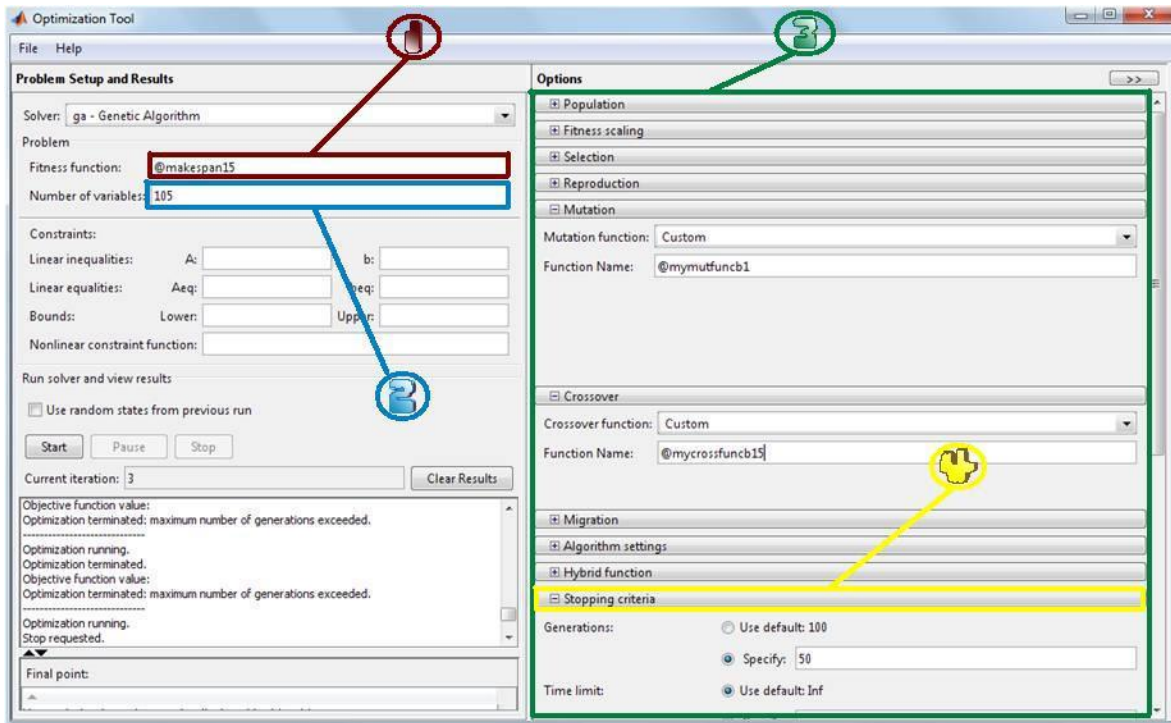 Optimization Tool
File Help
Problem Setup and Results
Solver: ga - Genetic Algorithm
Problem
Fitness function: @makespan15
Number of variables: 105
Constraints:
Linear inequalities: A: b:
Linear equalities: Aeq: beq:
Bounds: Lower: Upper:
Nonlinear constraint function:
Run solver and view results
Use random states from previous run
Start Pause Stop
Current iteration: 3 Clear Results
Objective function value:
Optimization terminated: maximum number of generations exceeded.
------------------------------
Optimization running.
Optimization terminated.
Objective function value:
Optimization terminated: maximum number of generations exceeded.
------------------------------
Optimization running.
Stop requested.
Final point:
1
2
Options >>
3
Population
Fitness scaling
Selection
Reproduction
Mutation
Mutation function: Custom
Function Name: @mymutfuncb1
Crossover
Crossover function: Custom
Function Name: @mycrossfuncb15
4
Migration
Algorithm settings
Hybrid function
Stopping criteria
Generations: Use default: 100
Specify: 50
Time limit: Use default: Inf